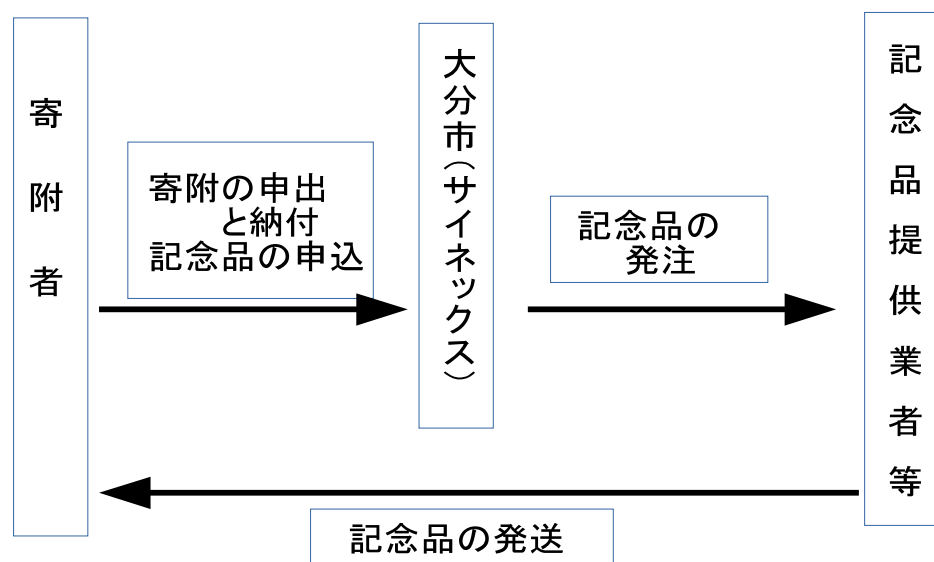 寄附者
寄附の申出
と納付
記念品の申込
大分市(サイネックス)
記念品の
発注
記念品提供業者等
記念品の発送